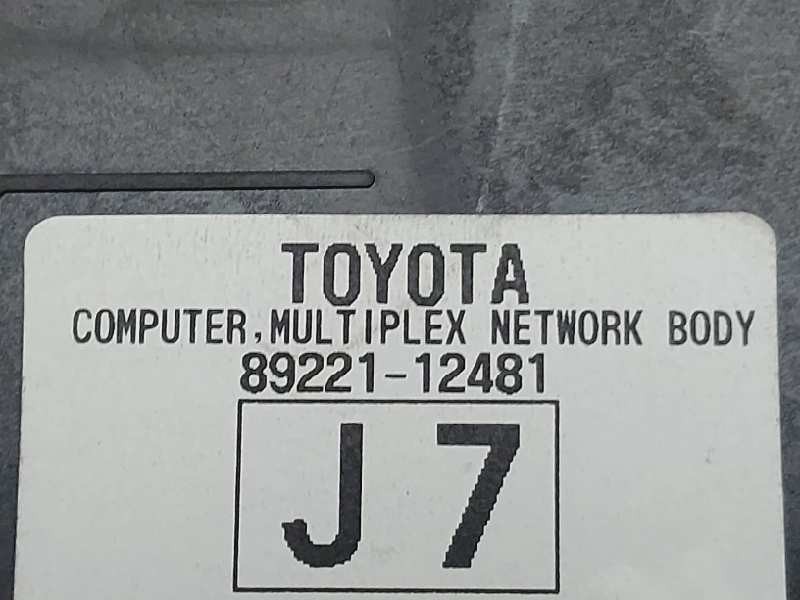 TOYOTA
COMPUTER, MULTIPLEX NETWORK BODY
89221-12481
J7